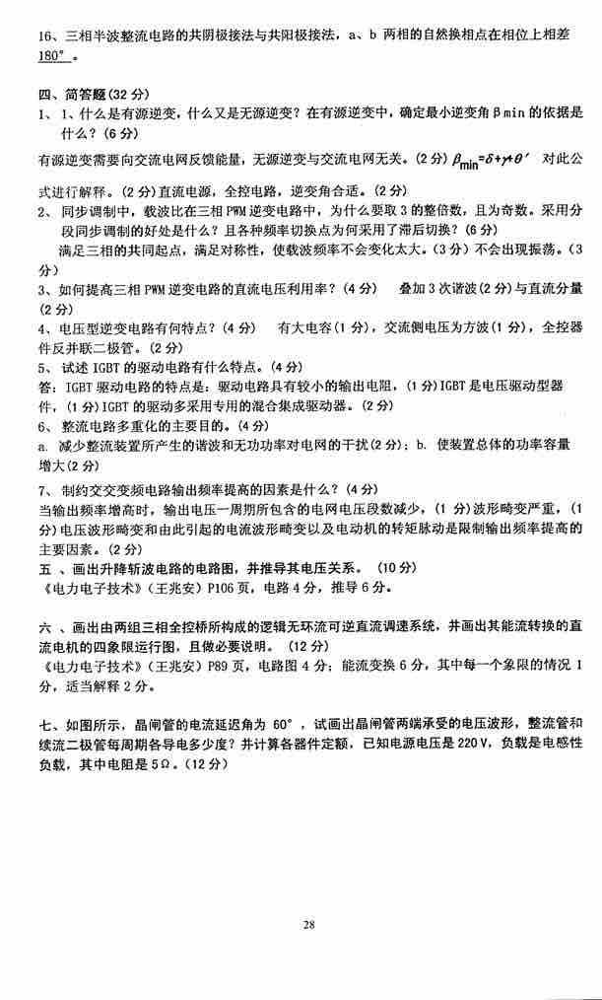 16、三相半波整流电路的共阴极接法与共阳极接法，a、b 两相的自然换相点在相位上相差
180° 。
四、简答题(32 分)
1、 1、什么是有源逆变，什么又是无源逆变？在有源逆变中，确定最小逆变角βmin 的依据是
什么？(6 分)
有源逆变需要向交流电网反馈能量，无源逆变与交流电网无关。(2 分) βmin=δ+γ+θ′ 对此公
式进行解释。(2 分)直流电源，全控电路，逆变角合适。(2 分)
2、 同步调制中，载波比在三相 PWM 逆变电路中，为什么要取 3 的整倍数，且为奇数。采用分
段同步调制的好处是什么？且各种频率切换点为何采用了滞后切换？(6 分)
满足三相的共同起点，满足对称性，使载波频率不会变化太大。(3 分) 不会出现振荡。(3
分)
3、如何提高三相 PWM 逆变电路的直流电压利用率？(4 分) 叠加 3 次谐波(2 分)与直流分量
(2 分)
4、电压型逆变电路有何特点？(4 分) 有大电容(1 分)，交流侧电压为方波(1 分)，全控器
件反并联二极管。(2 分)
5、 试述 IGBT 的驱动电路有什么特点。(4 分)
答：IGBT 驱动电路的特点是：驱动电路具有较小的输出电阻，(1 分)IGBT 是电压驱动型器
件，(1 分)IGBT 的驱动多采用专用的混合集成驱动器。(2 分)
6、 整流电路多重化的主要目的。(4 分)
a. 减少整流装置所产生的谐波和无功功率对电网的干扰(2 分)；b. 使装置总体的功率容量
增大(2 分)
7、 制约交交变频电路输出频率提高的因素是什么？(4 分)
当输出频率增高时，输出电压一周期所包含的电网电压段数减少，(1 分)波形畸变严重，(1
分)电压波形畸变和由此引起的电流波形畸变以及电动机的转矩脉动是限制输出频率提高的
主要因素。(2 分)
五 、画出升降斩波电路的电路图，并推导其电压关系。 (10 分)
《电力电子技术》(王兆安)P106 页，电路 4 分，推导 6 分。
六 、画出由两组三相全控桥所构成的逻辑无环流可逆直流调速系统，并画出其能流转换的直
流电机的四象限运行图，且做必要说明。 (12 分)
《电力电子技术》(王兆安)P89 页，电路图 4 分；能流变换 6 分，其中每一个象限的情况 1
分，适当解释 2 分。
七、如图所示，晶闸管的电流延迟角为 60°，试画出晶闸管两端承受的电压波形，整流管和
续流二极管每周期各导电多少度？并计算各器件定额，已知电源电压是 220 V，负载是电感性
负载，其中电阻是 5Ω。(12 分)
28